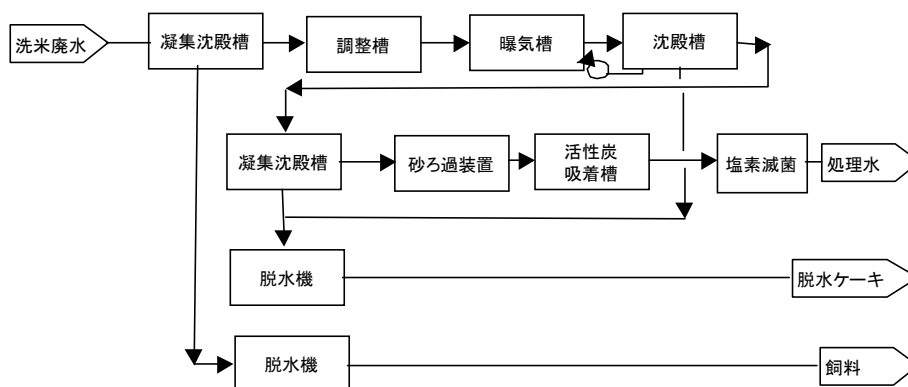 洗米廃水
凝集沈殿槽
調整槽
曝気槽
沈殿槽
凝集沈殿槽
砂ろ過装置
活性炭
吸着槽
塩素滅菌
処理水
脱水機
脱水ケーキ
脱水機
飼料